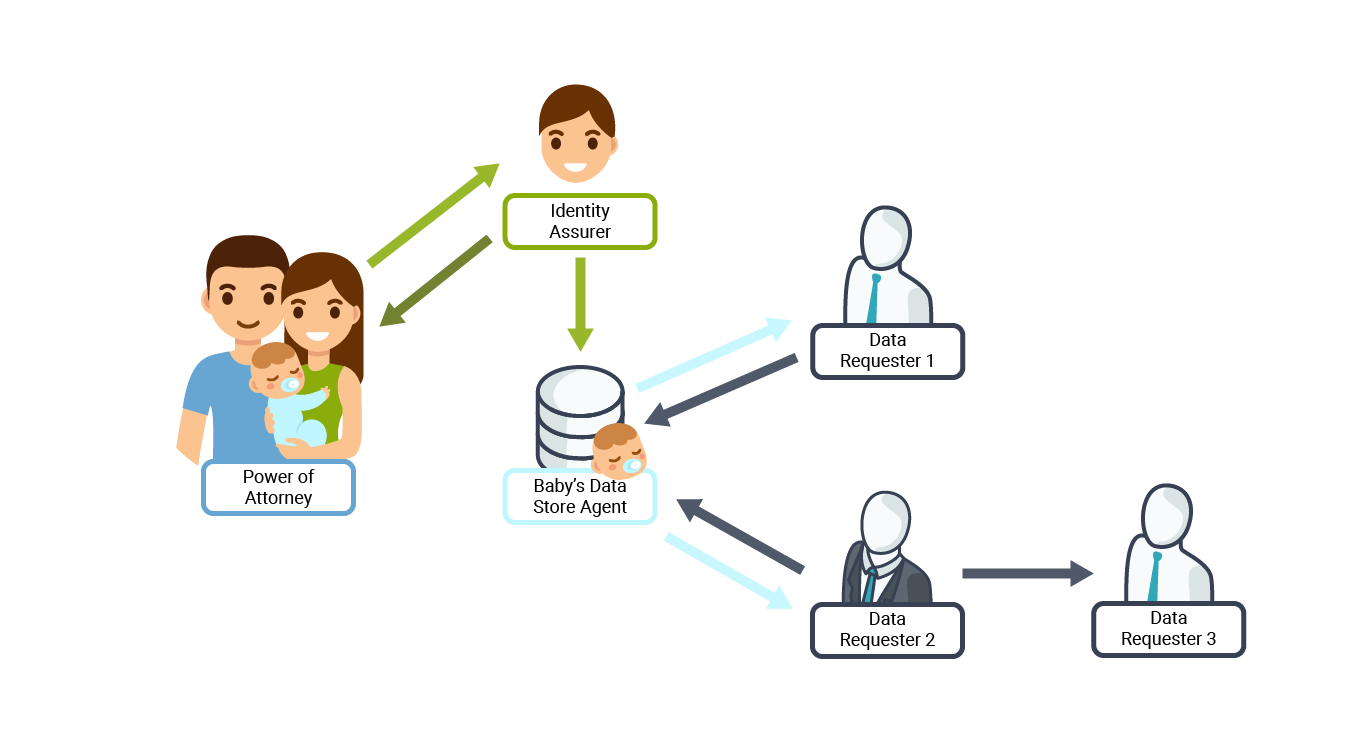 Identity
Assurer
Data
Requester 1
Power of
Attorney
Baby’s Data
Store Agent
Data
Requester 2
Data
Requester 3